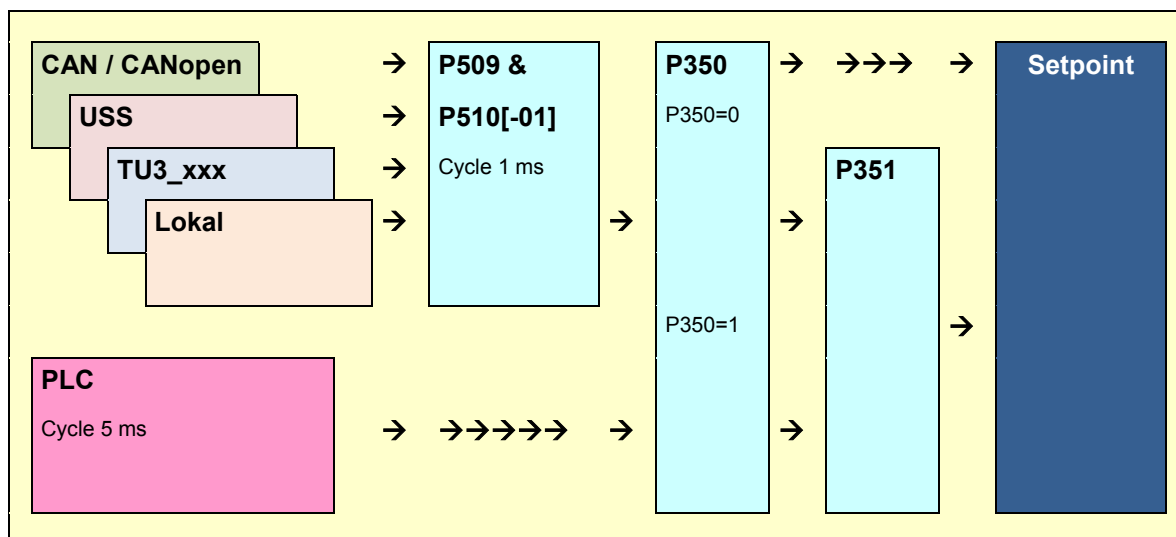 CAN / CANopen → P509 & P350 → →→→→ → Setpoint
USS → P510[-01] P350=0
TU3_xxx → Cycle 1 ms P351
Lokal → → →
P350=1 →
PLC
Cycle 5 ms → →→→→→ → →